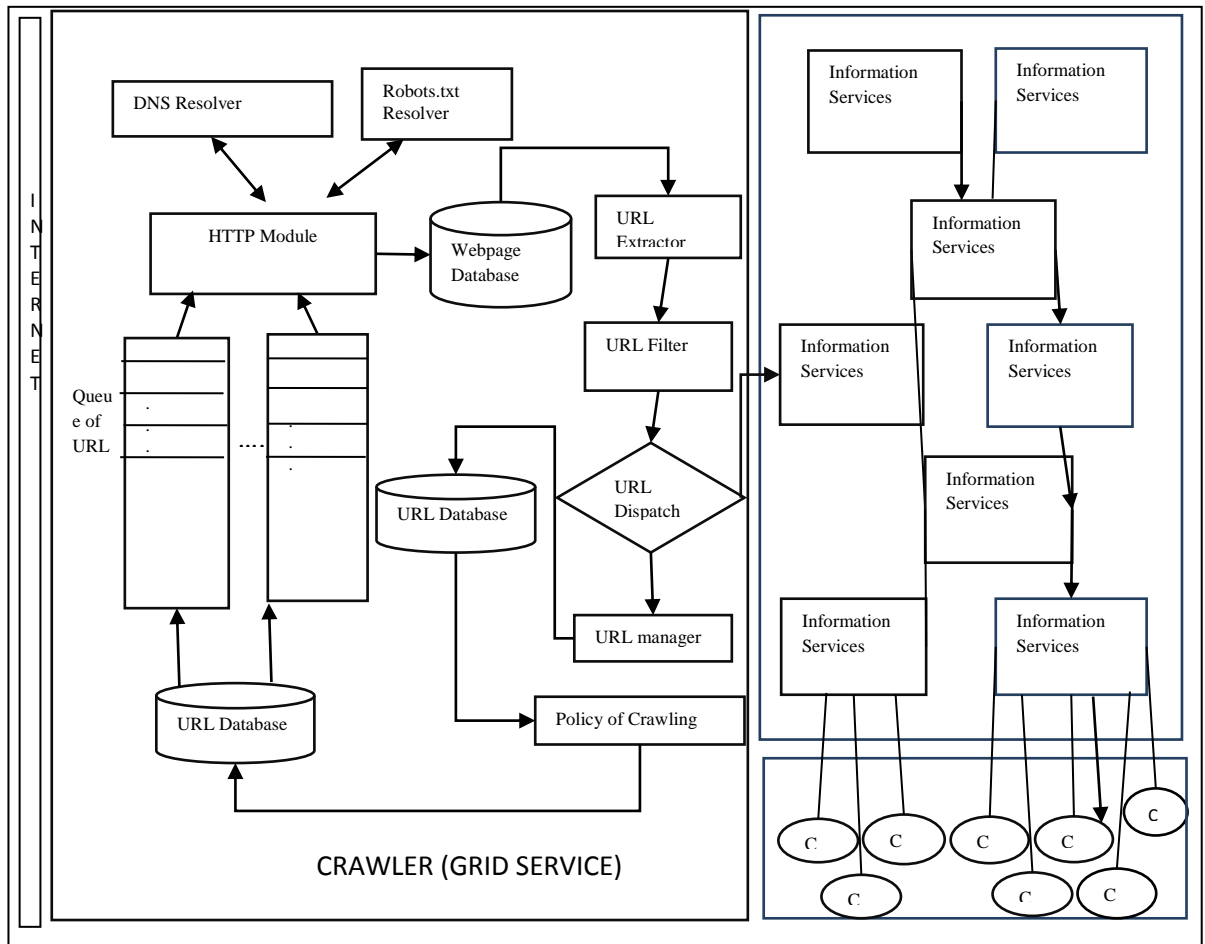 INTERNET
DNS Resolver
Robots.txt
Resolver
HTTP Module
Webpage
Database
URL
Extractor
URL Filter
Queu
e of
URL
....
URL Database
URL
Dispatch
URL manager
URL Database
Policy of Crawling
CRAWLER (GRID SERVICE)
Information
Services
Information
Services
Information
Services
Information
Services
Information
Services
Information
Services
Information
Services
Information
Services
C
C
C
C
C
C
C
C